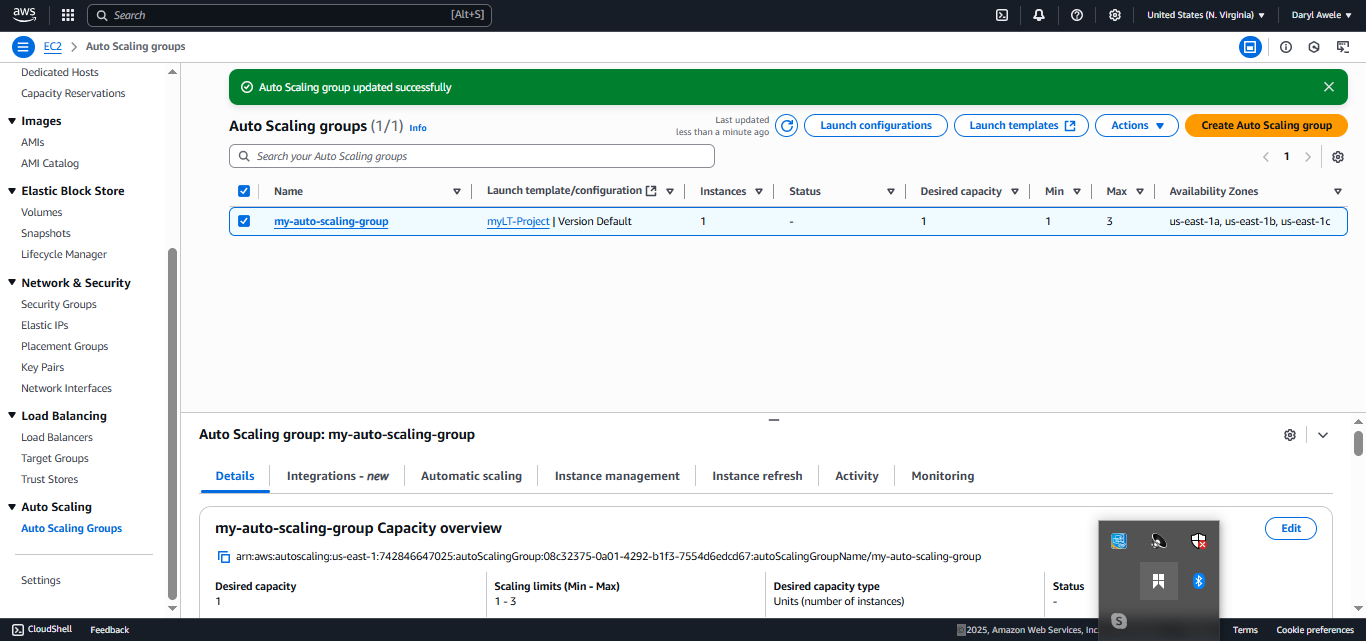 aws
Search [Alt+S]
United States (N. Virginia)
Daryl Awele
EC2
Auto Scaling groups
Dedicated Hosts
Capacity Reservations
Images
AMIs
AMI Catalog
Elastic Block Store
Volumes
Snapshots
Lifecycle Manager
Network & Security
Security Groups
Elastic IPs
Placement Groups
Key Pairs
Network Interfaces
Load Balancing
Load Balancers
Target Groups
Trust Stores
Auto Scaling
Auto Scaling Groups
Settings
Auto Scaling group updated successfully
Auto Scaling groups (1/1) Info
Last updated
less than a minute ago
Launch configurations
Launch templates
Actions
Create Auto Scaling group
Search your Auto Scaling groups
1
Name Launch template/configuration Instances Status Desired capacity Min Max Availability Zones
my-auto-scaling-group myLT-Project | Version Default 1 - 1 1 3 us-east-1a, us-east-1b, us-east-1c
Auto Scaling group: my-auto-scaling-group
Details Integrations - new Automatic scaling Instance management Instance refresh Activity Monitoring
my-auto-scaling-group Capacity overview
Edit
arn:aws:autoscaling:us-east-1:742846647025:autoScalingGroup:08c32375-0a01-4292-b1f3-7554d6edcd67:autoScalingGroupName/my-auto-scaling-group
Desired capacity
1
Scaling limits (Min - Max)
1 - 3
Desired capacity type
Units (number of instances)
Status
-
CloudShell Feedback
2025, Amazon Web Services, Inc.
Terms Cookie preferences